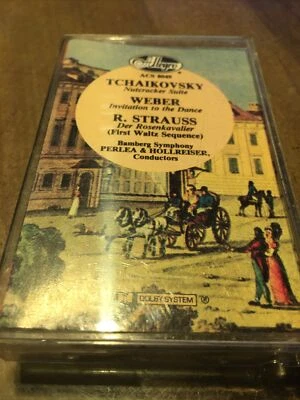 Allegro
ACS 8049
TCHAIKOVSKY
Nutcracker Suite
WEBER
Invitation to the Dance
R. STRAUSS
Der Rosenkavalier
(First Waltz Sequence)
Bamberg Symphony
PERLEA & HOLLREISER,
Conductors
DOLBY SYSTEM